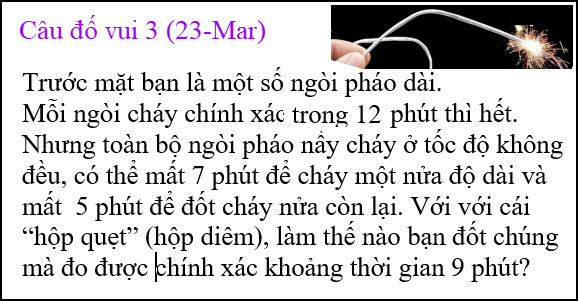 Câu đố vui 3 (23-Mar)
Trước mặt bạn là một số ngòi pháo dài.
Mỗi ngòi cháy chính xác trong 12 phút thì hết.
Nhưng toàn bộ ngòi pháo nầy cháy ở tốc độ không
đều, có thể mất 7 phút để cháy một nửa độ dài và
mất 5 phút để đốt cháy nửa còn lại. Với với cái
“hộp quẹt” (hộp diêm), làm thế nào bạn đốt chúng
mà đo được chính xác khoảng thời gian 9 phút?